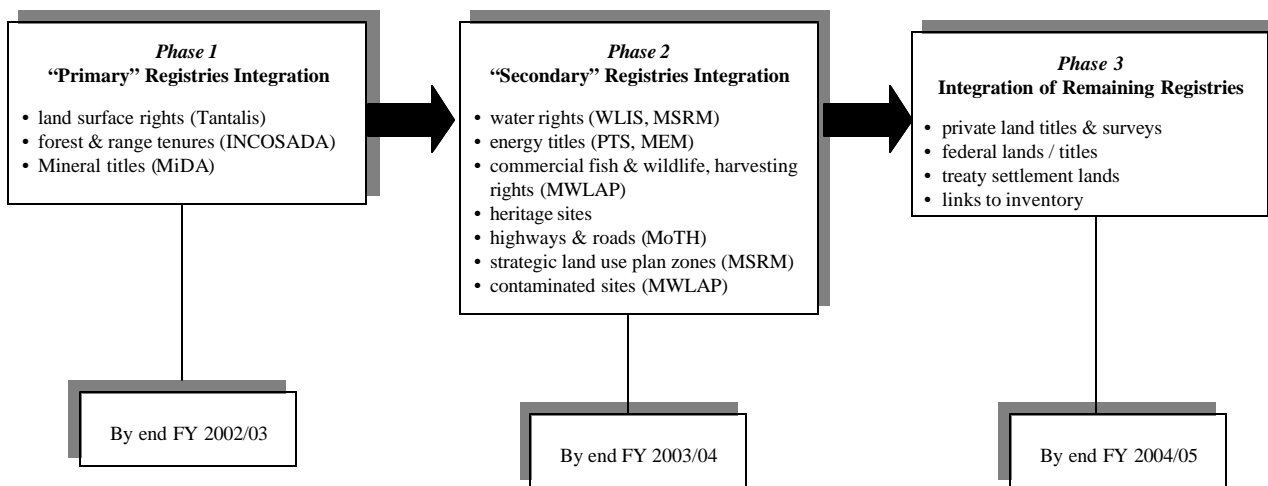 Phase 1
“Primary” Registries Integration
• land surface rights (Tantalis)
• forest & range tenures (INCOSADA)
• Mineral titles (MiDA)
Phase 2
“Secondary” Registries Integration
• water rights (WLIS, MSRM)
• energy titles (PTS, MEM)
• commercial fish & wildlife, harvesting
rights (MWLAP)
• heritage sites
• highways & roads (MoTH)
• strategic land use plan zones (MSRM)
• contaminated sites (MWLAP)
Phase 3
Integration of Remaining Registries
• private land titles & surveys
• federal lands / titles
• treaty settlement lands
• links to inventory
By end FY 2002/03
By end FY 2003/04
By end FY 2004/05